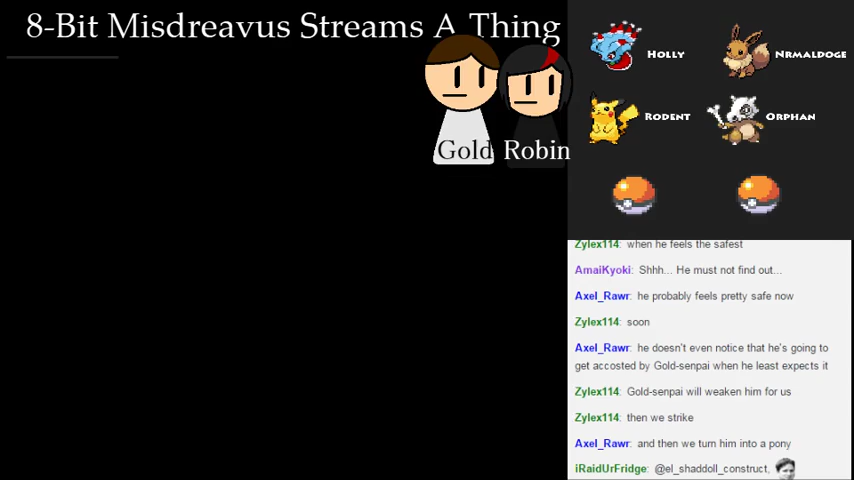 8-Bit Misdreavus Streams A Thing
Gold Robin
Holly
Nrmaldoge
Rodent
Orphan
Zylex114: when he feels the safest
AmaiKyoki: Shhh... He must not find out...
Axel_Rawr: he probably feels pretty safe now
Zylex114: soon
Axel_Rawr: he doesn't even notice that he's going to
get accosted by Gold-senpai when he least expects it
Zylex114: Gold-senpai will weaken him for us
Zylex114: then we strike
Axel_Rawr: and then we turn him into a pony
iRaidUrFridge: @el_shaddoll_construct,